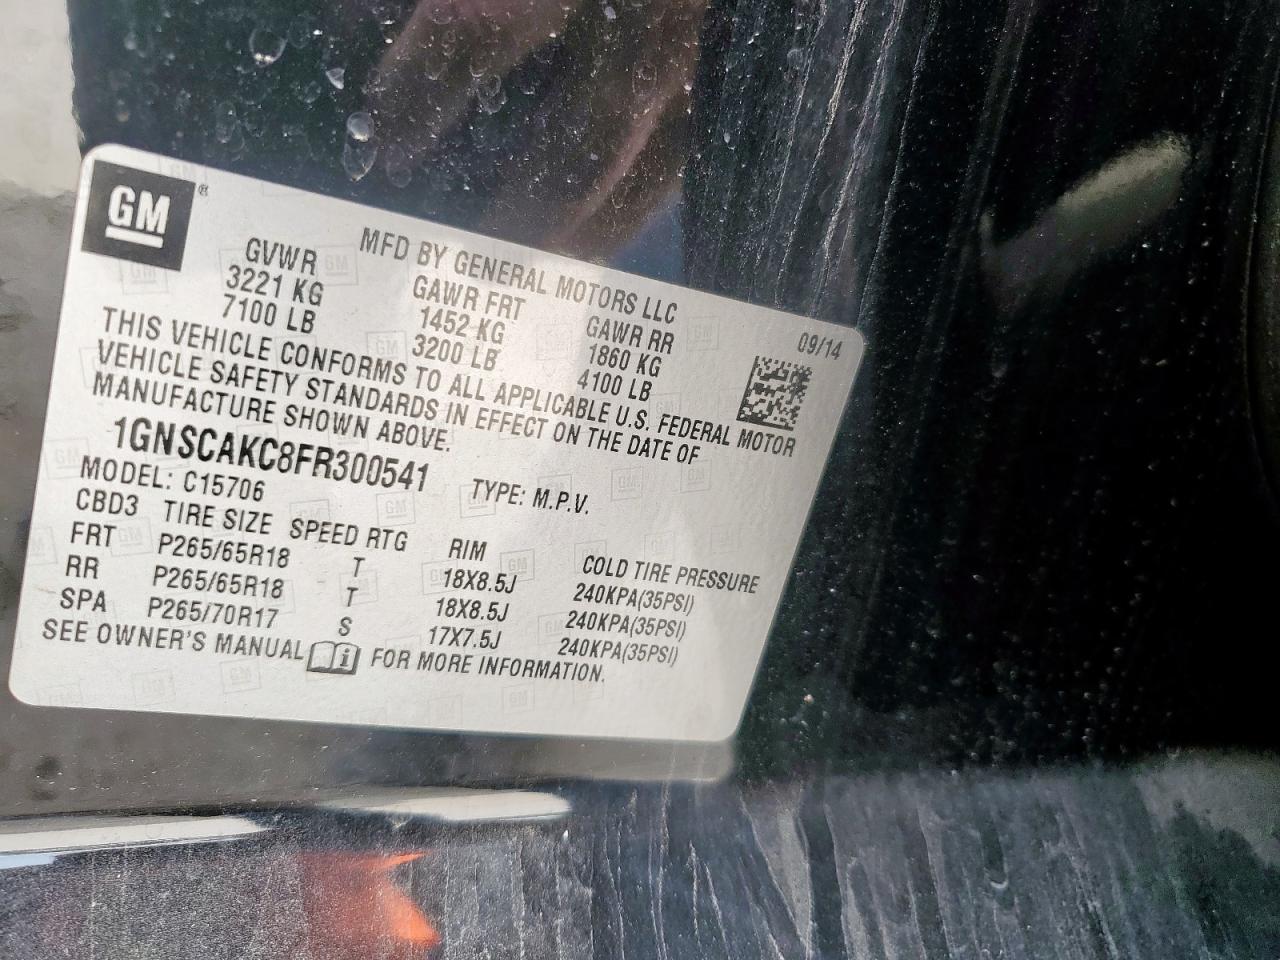 GM®
MFD BY GENERAL MOTORS LLC 09/14
GVWR GAWR FRT GAWR RR
3221 KG 1452 KG 1860 KG
7100 LB 3200 LB 4100 LB
THIS VEHICLE CONFORMS TO ALL APPLICABLE U.S. FEDERAL MOTOR
VEHICLE SAFETY STANDARDS IN EFFECT ON THE DATE OF
MANUFACTURE SHOWN ABOVE.
1GNSCAKC8FR300541 TYPE: M.P.V.
MODEL: C15706
CBD3 TIRE SIZE SPEED RTG RIM COLD TIRE PRESSURE
FRT P265/65R18 T 18X8.5J 240KPA(35PSI)
RR P265/65R18 T 18X8.5J 240KPA(35PSI)
SPA P265/70R17 S 17X7.5J 240KPA(35PSI)
SEE OWNER'S MANUAL i FOR MORE INFORMATION.